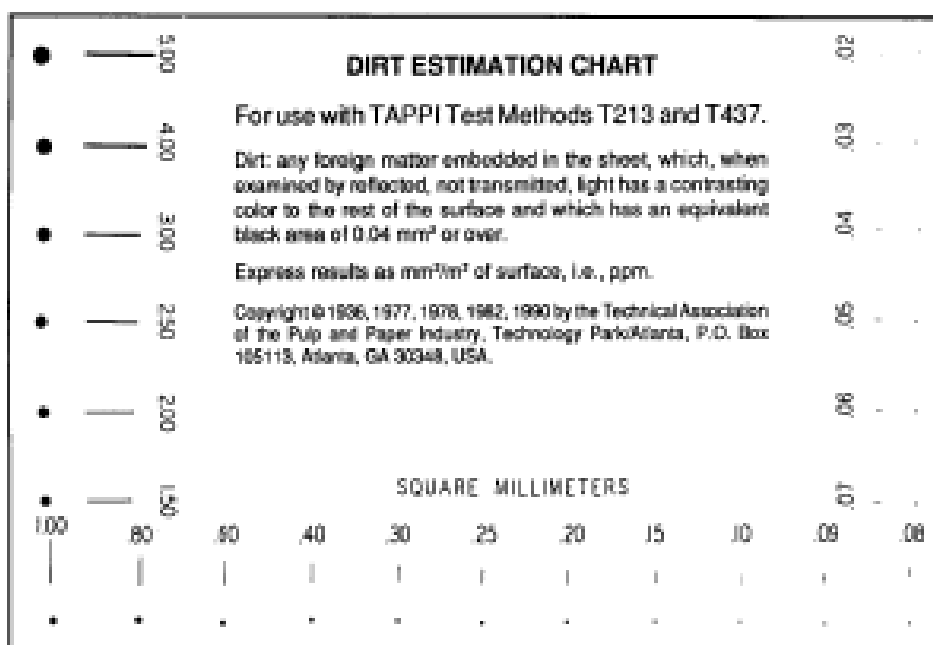 5.00
DIRT ESTIMATION CHART
.02
For use with TAPPI Test Methods T213 and T437.
4.00
.03
Dirt: any foreign matter embedded in the sheet, which, when
examined by reflected, not transmitted, light has a contrasting
color to the rest of the surface and which has an equivalent
black area of 0.04 mm² or over.
3.00
.04
Express results as mm²/m² of surface, i.e., ppm.
2.50
.05
Copyright © 1936, 1977, 1978, 1982, 1990 by the Technical Association
of the Pulp and Paper Industry, Technology Park/Atlanta, P.O. Box
105113, Atlanta, GA 30348, USA.
2.00
.06
1.50
SQUARE MILLIMETERS
.07
1.00 .80 .40 .30 .25 .20 .15 .10 .09 .08